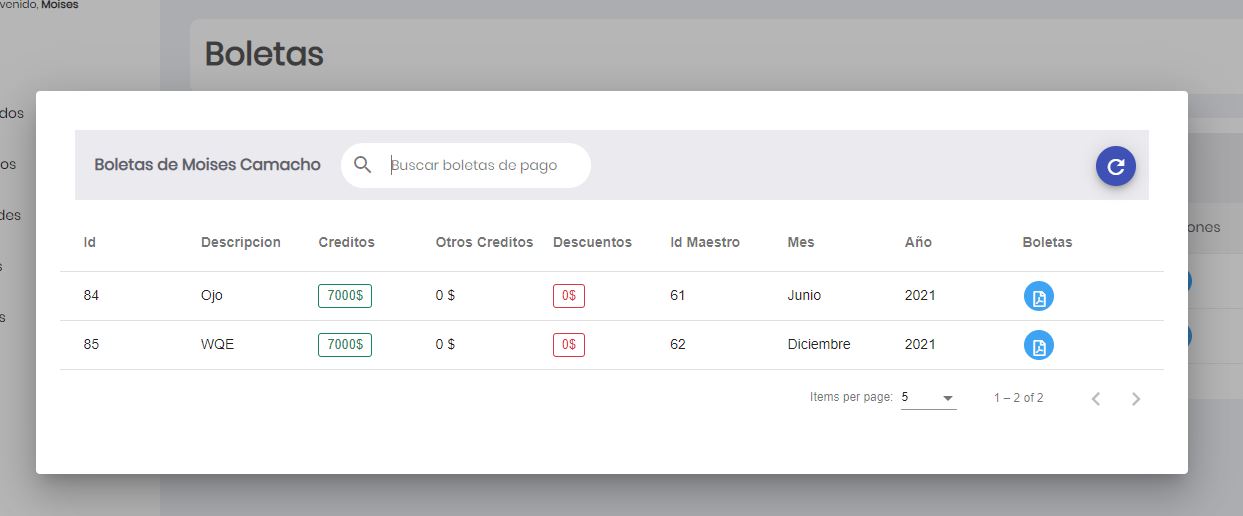 venido, Moises
Boletas
dos
os
des
s
s
ones
Boletas de Moises Camacho
Buscar boletas de pago
Id Descripcion Creditos Otros Creditos Descuentos Id Maestro Mes Año Boletas
84 Ojo 7000$ 0 $ 0$ 61 Junio 2021
85 WQE 7000$ 0 $ 0$ 62 Diciembre 2021
Items per page: 5 1 – 2 of 2